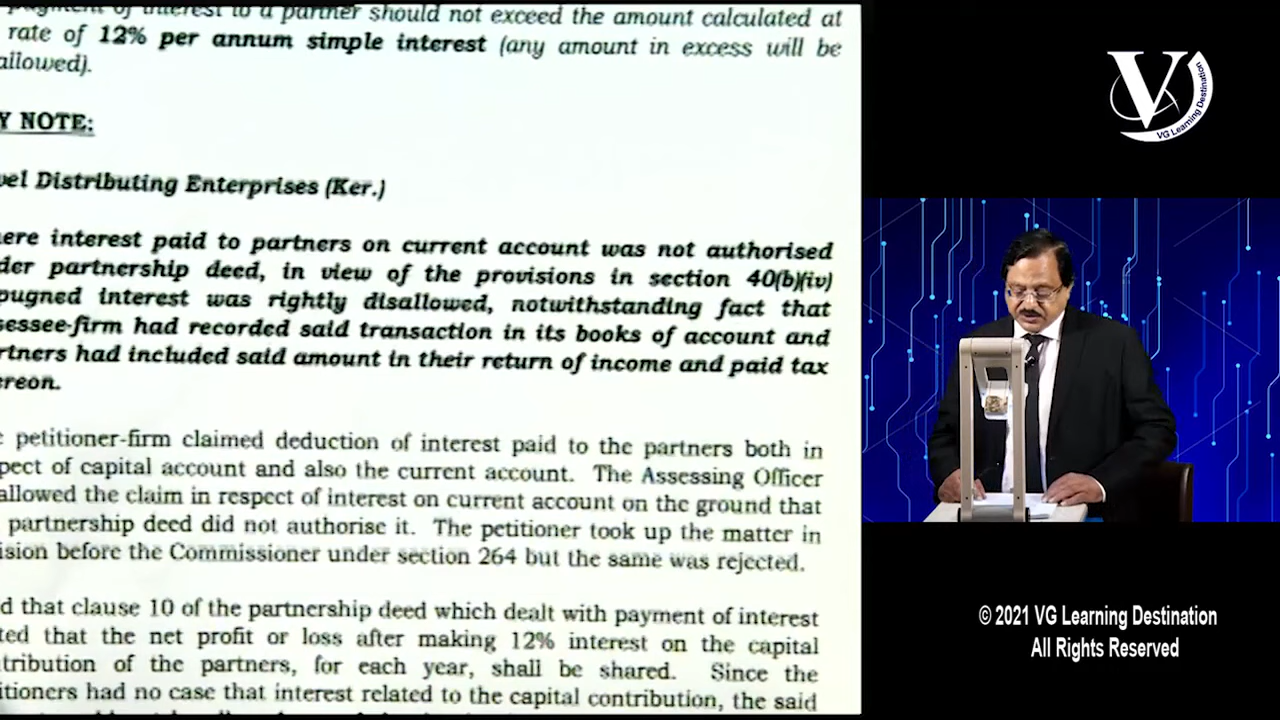 payment of interest to a partner should not exceed the amount calculated at
rate of 12% per annum simple interest (any amount in excess will be
allowed).
Y NOTE:
vel Distributing Enterprises (Ker.)
ere interest paid to partners on current account was not authorised
der partnership deed, in view of the provisions in section 40(b)(iv)
pugned interest was rightly disallowed, notwithstanding fact that
sessee-firm had recorded said transaction in its books of account and
rtners had included said amount in their return of income and paid tax
ereon.
petitioner-firm claimed deduction of interest paid to the partners both in
pect of capital account and also the current account. The Assessing Officer
allowed the claim in respect of interest on current account on the ground that
partnership deed did not authorise it. The petitioner took up the matter in
ision before the Commissioner under section 264 but the same was rejected.
d that clause 10 of the partnership deed which dealt with payment of interest
ted that the net profit or loss after making 12% interest on the capital
tribution of the partners, for each year, shall be shared. Since the
itioners had no case that interest related to the capital contribution, the said
V
VG Learning Destination
© 2021 VG Learning Destination
All Rights Reserved